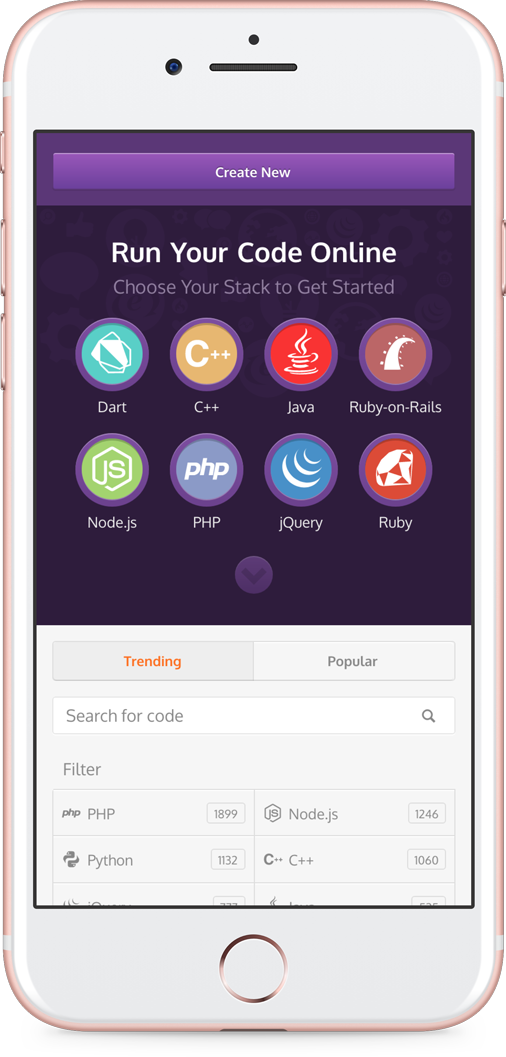 Create New
Run Your Code Online
Choose Your Stack to Get Started
C++
Dart
C++
Java
Ruby-on-Rails
JS
php
Node.js
PHP
jQuery
Ruby
Trending
Popular
Search for code
Filter
php PHP 1899
JS Node.js 1246
Python 1132
C++ C++ 1060